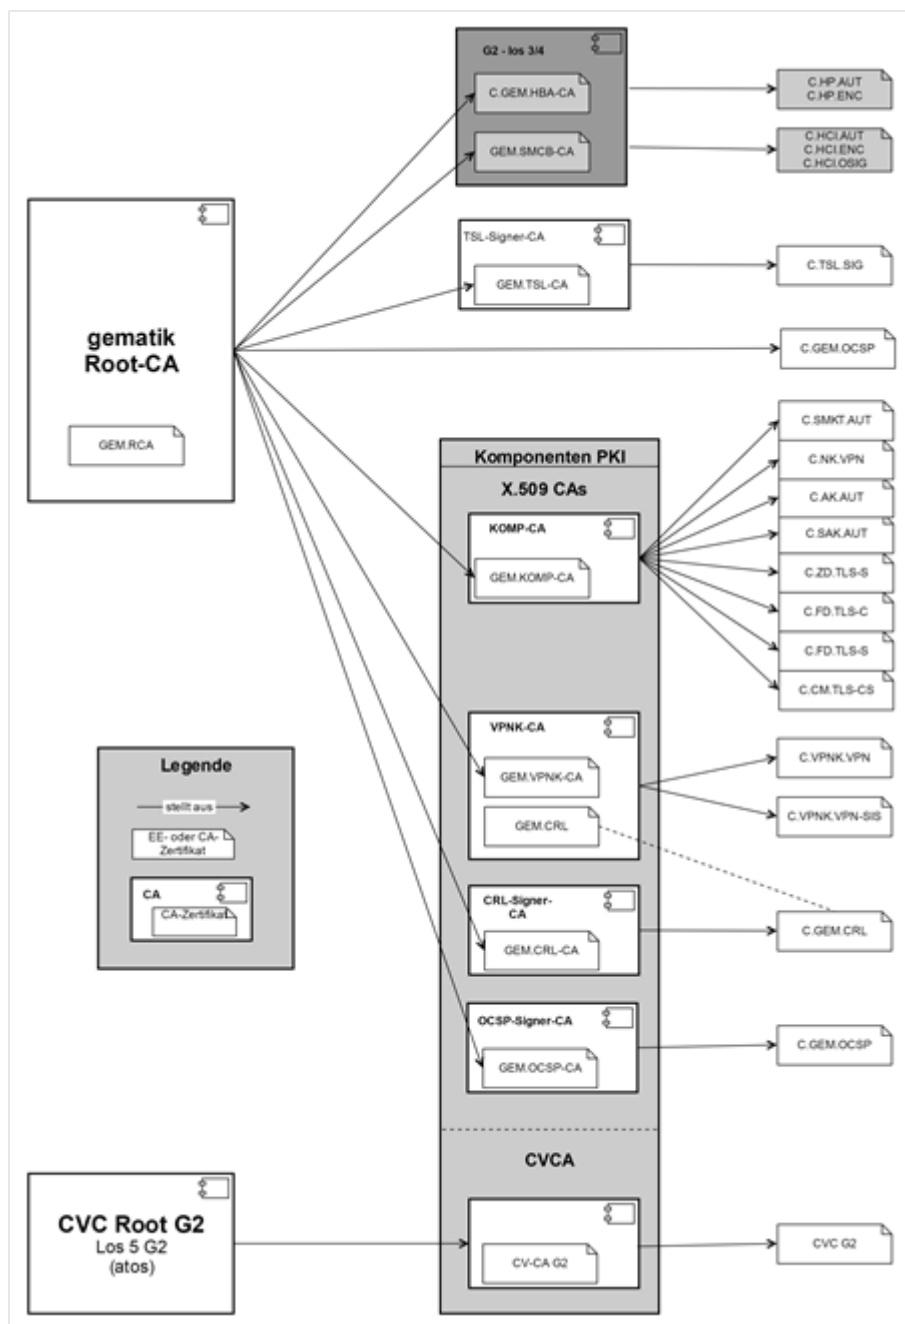 G2 - los 3/4
C.GEM.HBA-CA
GEM.SMCB-CA
C.HP.AUT
C.HP.ENC
C.HCI.AUT
C.HCI.ENC
C.HCI.OSIG
TSL-Signer-CA
GEM.TSL-CA
C.TSL.SIG
gematik
Root-CA
GEM.RCA
C.GEM.OCSP
Komponenten PKI
X.509 CAs
KOMP-CA
GEM.KOMP-CA
C.SMKT.AUT
C.NK.VPN
C.AK.AUT
C.SAK.AUT
C.ZD.TLS-S
C.FD.TLS-C
C.FD.TLS-S
C.CM.TLS-CS
VPNK-CA
GEM.VPNK-CA
GEM.CRL
C.VPNK.VPN
C.VPNK.VPN-SIS
Legende
stellt aus
EE- oder CA-
Zertifikat
CA
CA-Zertifikat
CRL-Signer-
CA
GEM.CRL-CA
C.GEM.CRL
OCSP-Signer-CA
GEM.OCSP-CA
C.GEM.OCSP
CVCA
CVC Root G2
Los 5 G2
(atos)
CV-CA G2
CVC G2